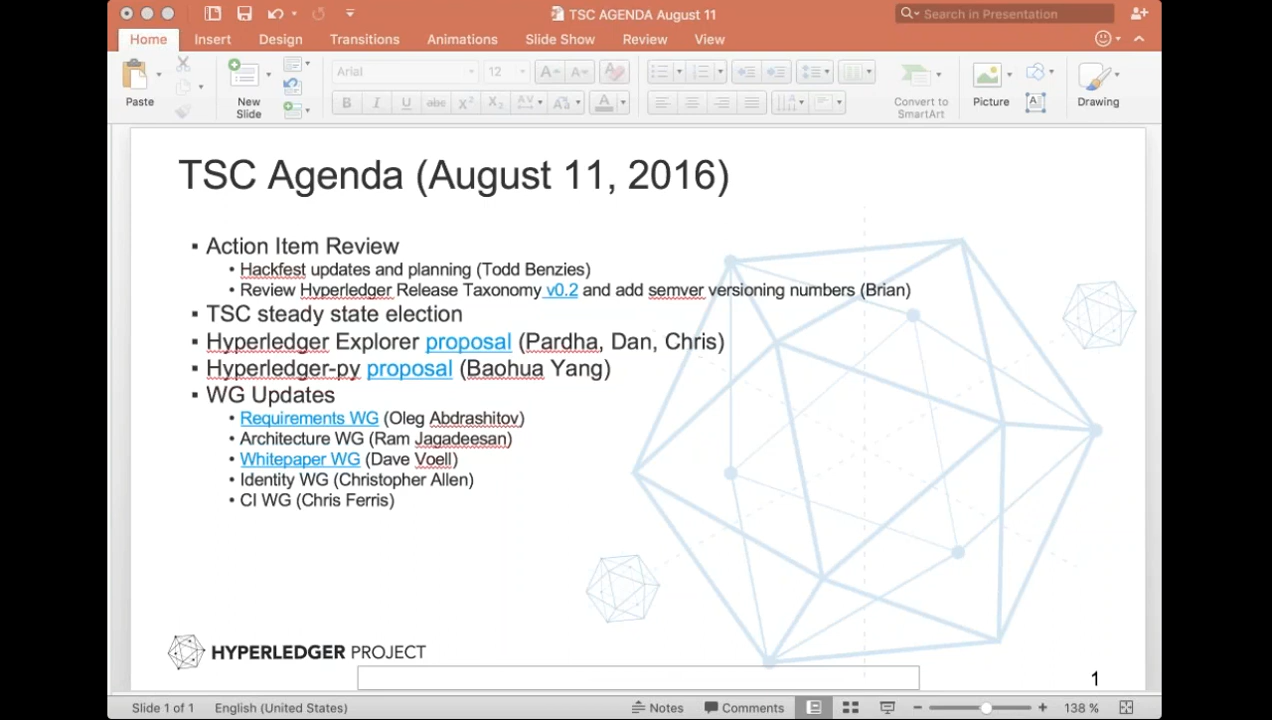 TSC AGENDA August 11
Search in Presentation
Home Insert Design Transitions Animations Slide Show Review View
Arial 12
Paste New Slide Convert to SmartArt Picture Drawing
TSC Agenda (August 11, 2016)
▪ Action Item Review
• Hackfest updates and planning (Todd Benzies)
• Review Hyperledger Release Taxonomy v0.2 and add semver versioning numbers (Brian)
▪ TSC steady state election
▪ Hyperledger Explorer proposal (Pardha, Dan, Chris)
▪ Hyperledger-py proposal (Baohua Yang)
▪ WG Updates
• Requirements WG (Oleg Abdrashitov)
• Architecture WG (Ram Jagadeesan)
• Whitepaper WG (Dave Voell)
• Identity WG (Christopher Allen)
• CI WG (Chris Ferris)
HYPERLEDGER PROJECT
1
Slide 1 of 1 English (United States) Notes Comments 138 %